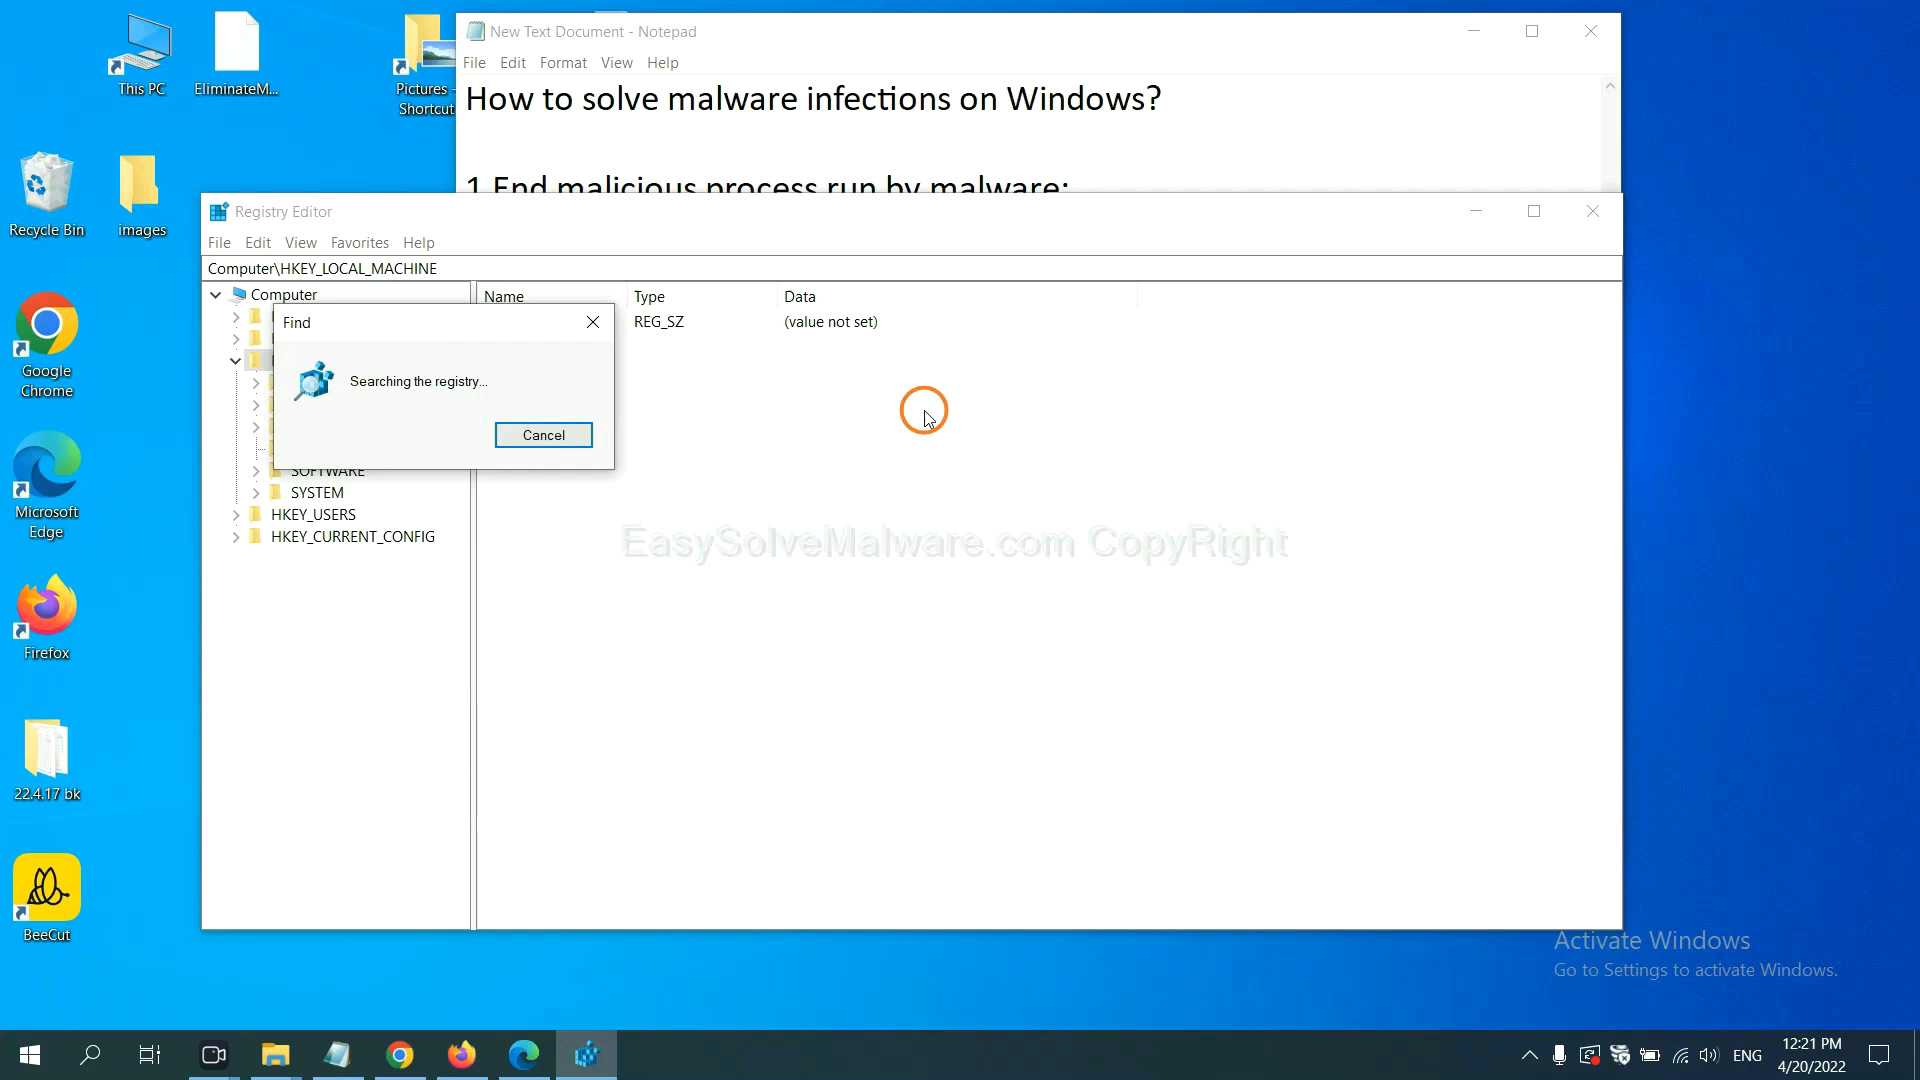 This PC
EliminateM...
Pictures -
Shortcut
Recycle Bin
images
Google
Chrome
Microsoft
Edge
Firefox
22.4.17 bk
BeeCut
New Text Document - Notepad
File Edit Format View Help
How to solve malware infections on Windows?
1 End malicious process run by malware:
Registry Editor
File Edit View Favorites Help
Computer\HKEY_LOCAL_MACHINE
Computer
Name Type Data
REG_SZ (value not set)
Find
Searching the registry...
Cancel
SOFTWARE
SYSTEM
HKEY_USERS
HKEY_CURRENT_CONFIG
EasySolveMalware.com CopyRight
Activate Windows
Go to Settings to activate Windows.
ENG
12:21 PM
4/20/2022